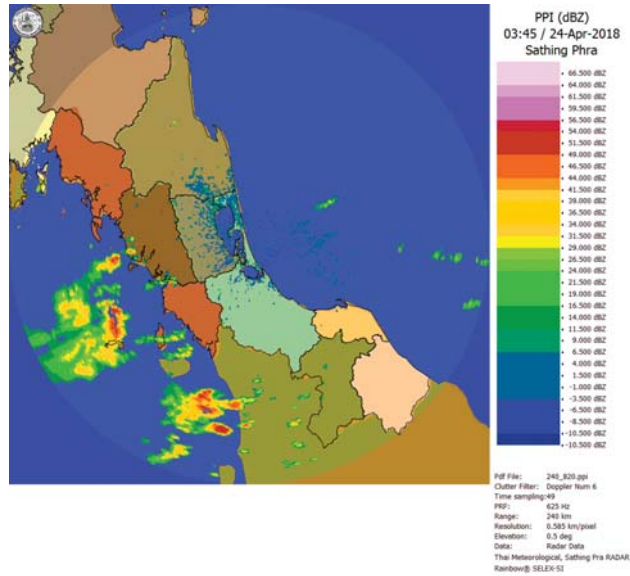 PPI (dBZ)
03:45 / 24-Apr-2018
Sathing Phra
66.500 dBZ
64.000 dBZ
61.500 dBZ
59.500 dBZ
56.500 dBZ
54.000 dBZ
51.500 dBZ
49.000 dBZ
46.500 dBZ
44.000 dBZ
41.500 dBZ
39.000 dBZ
36.500 dBZ
34.000 dBZ
31.500 dBZ
29.000 dBZ
26.500 dBZ
24.000 dBZ
21.500 dBZ
19.000 dBZ
16.500 dBZ
14.000 dBZ
11.500 dBZ
9.000 dBZ
6.500 dBZ
4.000 dBZ
1.500 dBZ
-1.000 dBZ
-3.500 dBZ
-6.500 dBZ
-8.500 dBZ
-10.500 dBZ
-10.500 dBZ
Pdf File: 240_820.ppi
Clutter Filter: Doppler Num 6
Time sampling:49
PRF: 625 Hz
Range: 240 km
Resolution: 0.585 km/pixel
Elevation: 0.5 deg
Data: Radar Data
Thai Meteorological, Sathing Pra RADAR
Rainbow® SELEX-SI